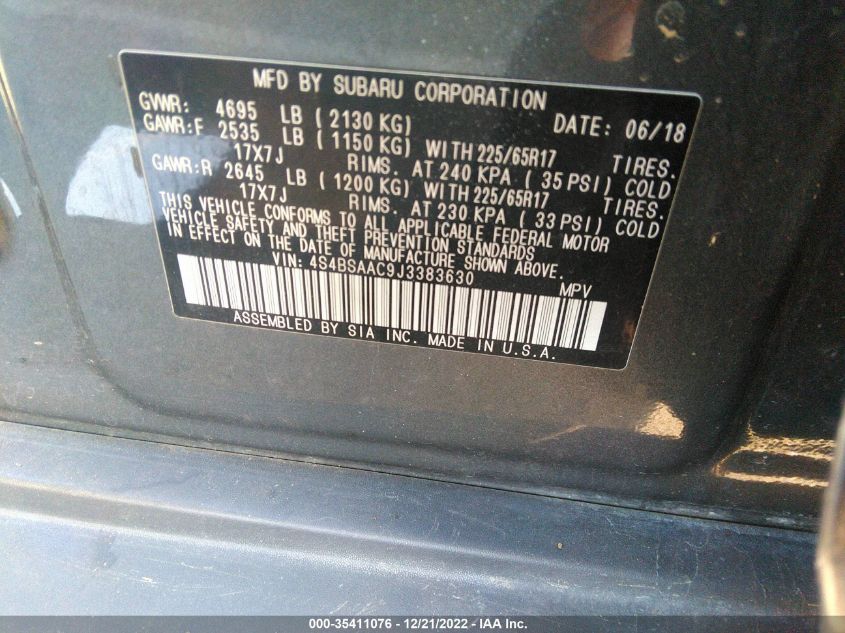 MFD BY SUBARU CORPORATION
GVWR: 4695 LB ( 2130 KG) DATE: 06/18
GAWR:F 2535 LB ( 1150 KG) WITH 225/65R17 TIRES.
17X7J RIMS. AT 240 KPA ( 35 PSI) COLD
GAWR:R 2645 LB ( 1200 KG) WITH 225/65R17 TIRES.
17X7J RIMS. AT 230 KPA ( 33 PSI) COLD
THIS VEHICLE CONFORMS TO ALL APPLICABLE FEDERAL MOTOR
VEHICLE SAFETY AND THEFT PREVENTION STANDARDS
IN EFFECT ON THE DATE OF MANUFACTURE SHOWN ABOVE.
VIN: 4S4BSAAC9J3383630 MPV
ASSEMBLED BY SIA INC. MADE IN U.S.A.
000-35411076 - 12/21/2022 - IAA Inc.